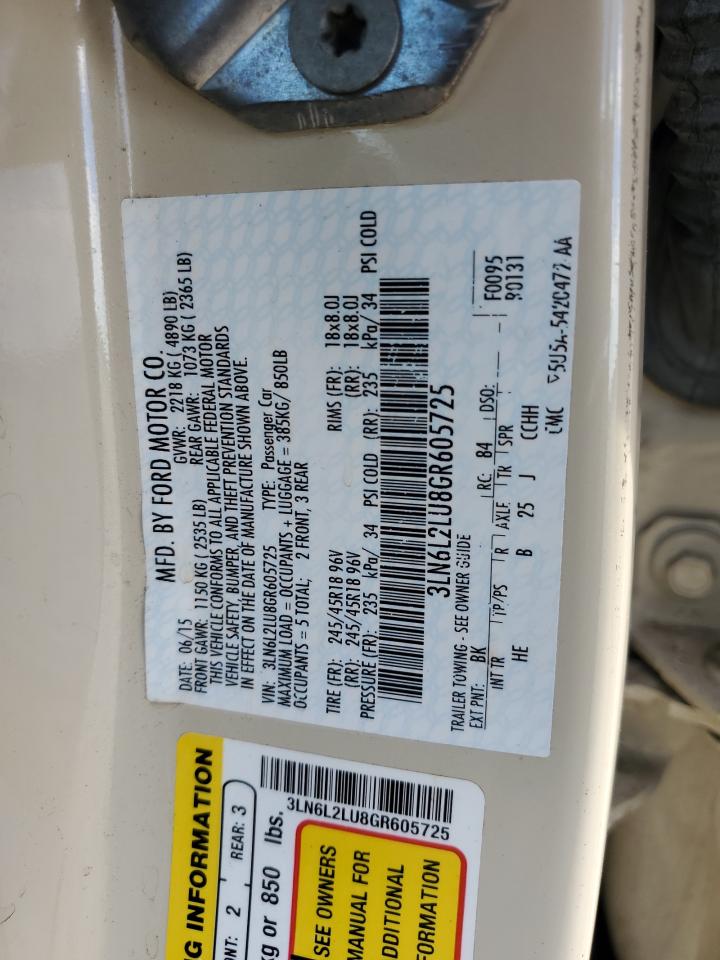 MFD. BY FORD MOTOR CO.
DATE: 06/15 GVWR: 2218 KG ( 4890 LB)
FRONT GAWR: 1150 KG ( 2535 LB) REAR GAWR: 1073 KG ( 2365 LB)
THIS VEHICLE CONFORMS TO ALL APPLICABLE FEDERAL MOTOR
VEHICLE SAFETY, BUMPER, AND THEFT PREVENTION STANDARDS
IN EFFECT ON THE DATE OF MANUFACTURE SHOWN ABOVE.
VIN: 3LN6L2LU8GR605725 TYPE: Passenger Car
MAXIMUM LOAD = OCCUPANTS + LUGGAGE = 385KG/ 850LB
OCCUPANTS = 5 TOTAL; 2 FRONT, 3 REAR
TIRE (FR): 245/45R18 96V RIMS (FR): 18x8.0J
(RR): 245/45R18 96V (RR): 18x8.0J
PRESSURE (FR): 235 kPa/ 34 PSI COLD (RR): 235 kPa/ 34 PSI COLD
3LN6L2LU8GR605725
TRAILER TOWING - SEE OWNER GUIDE
EXT PNT: BK RC: 84 DSO: F0095
INT TR TP/PS R AXLE TR SPR
HE B 25 J CCHH
NG INFORMATION
FRONT: 2 REAR: 3
kg or 850 lbs.
3LN6L2LU8GR605725
SEE OWNERS
MANUAL FOR
ADDITIONAL
INFORMATION